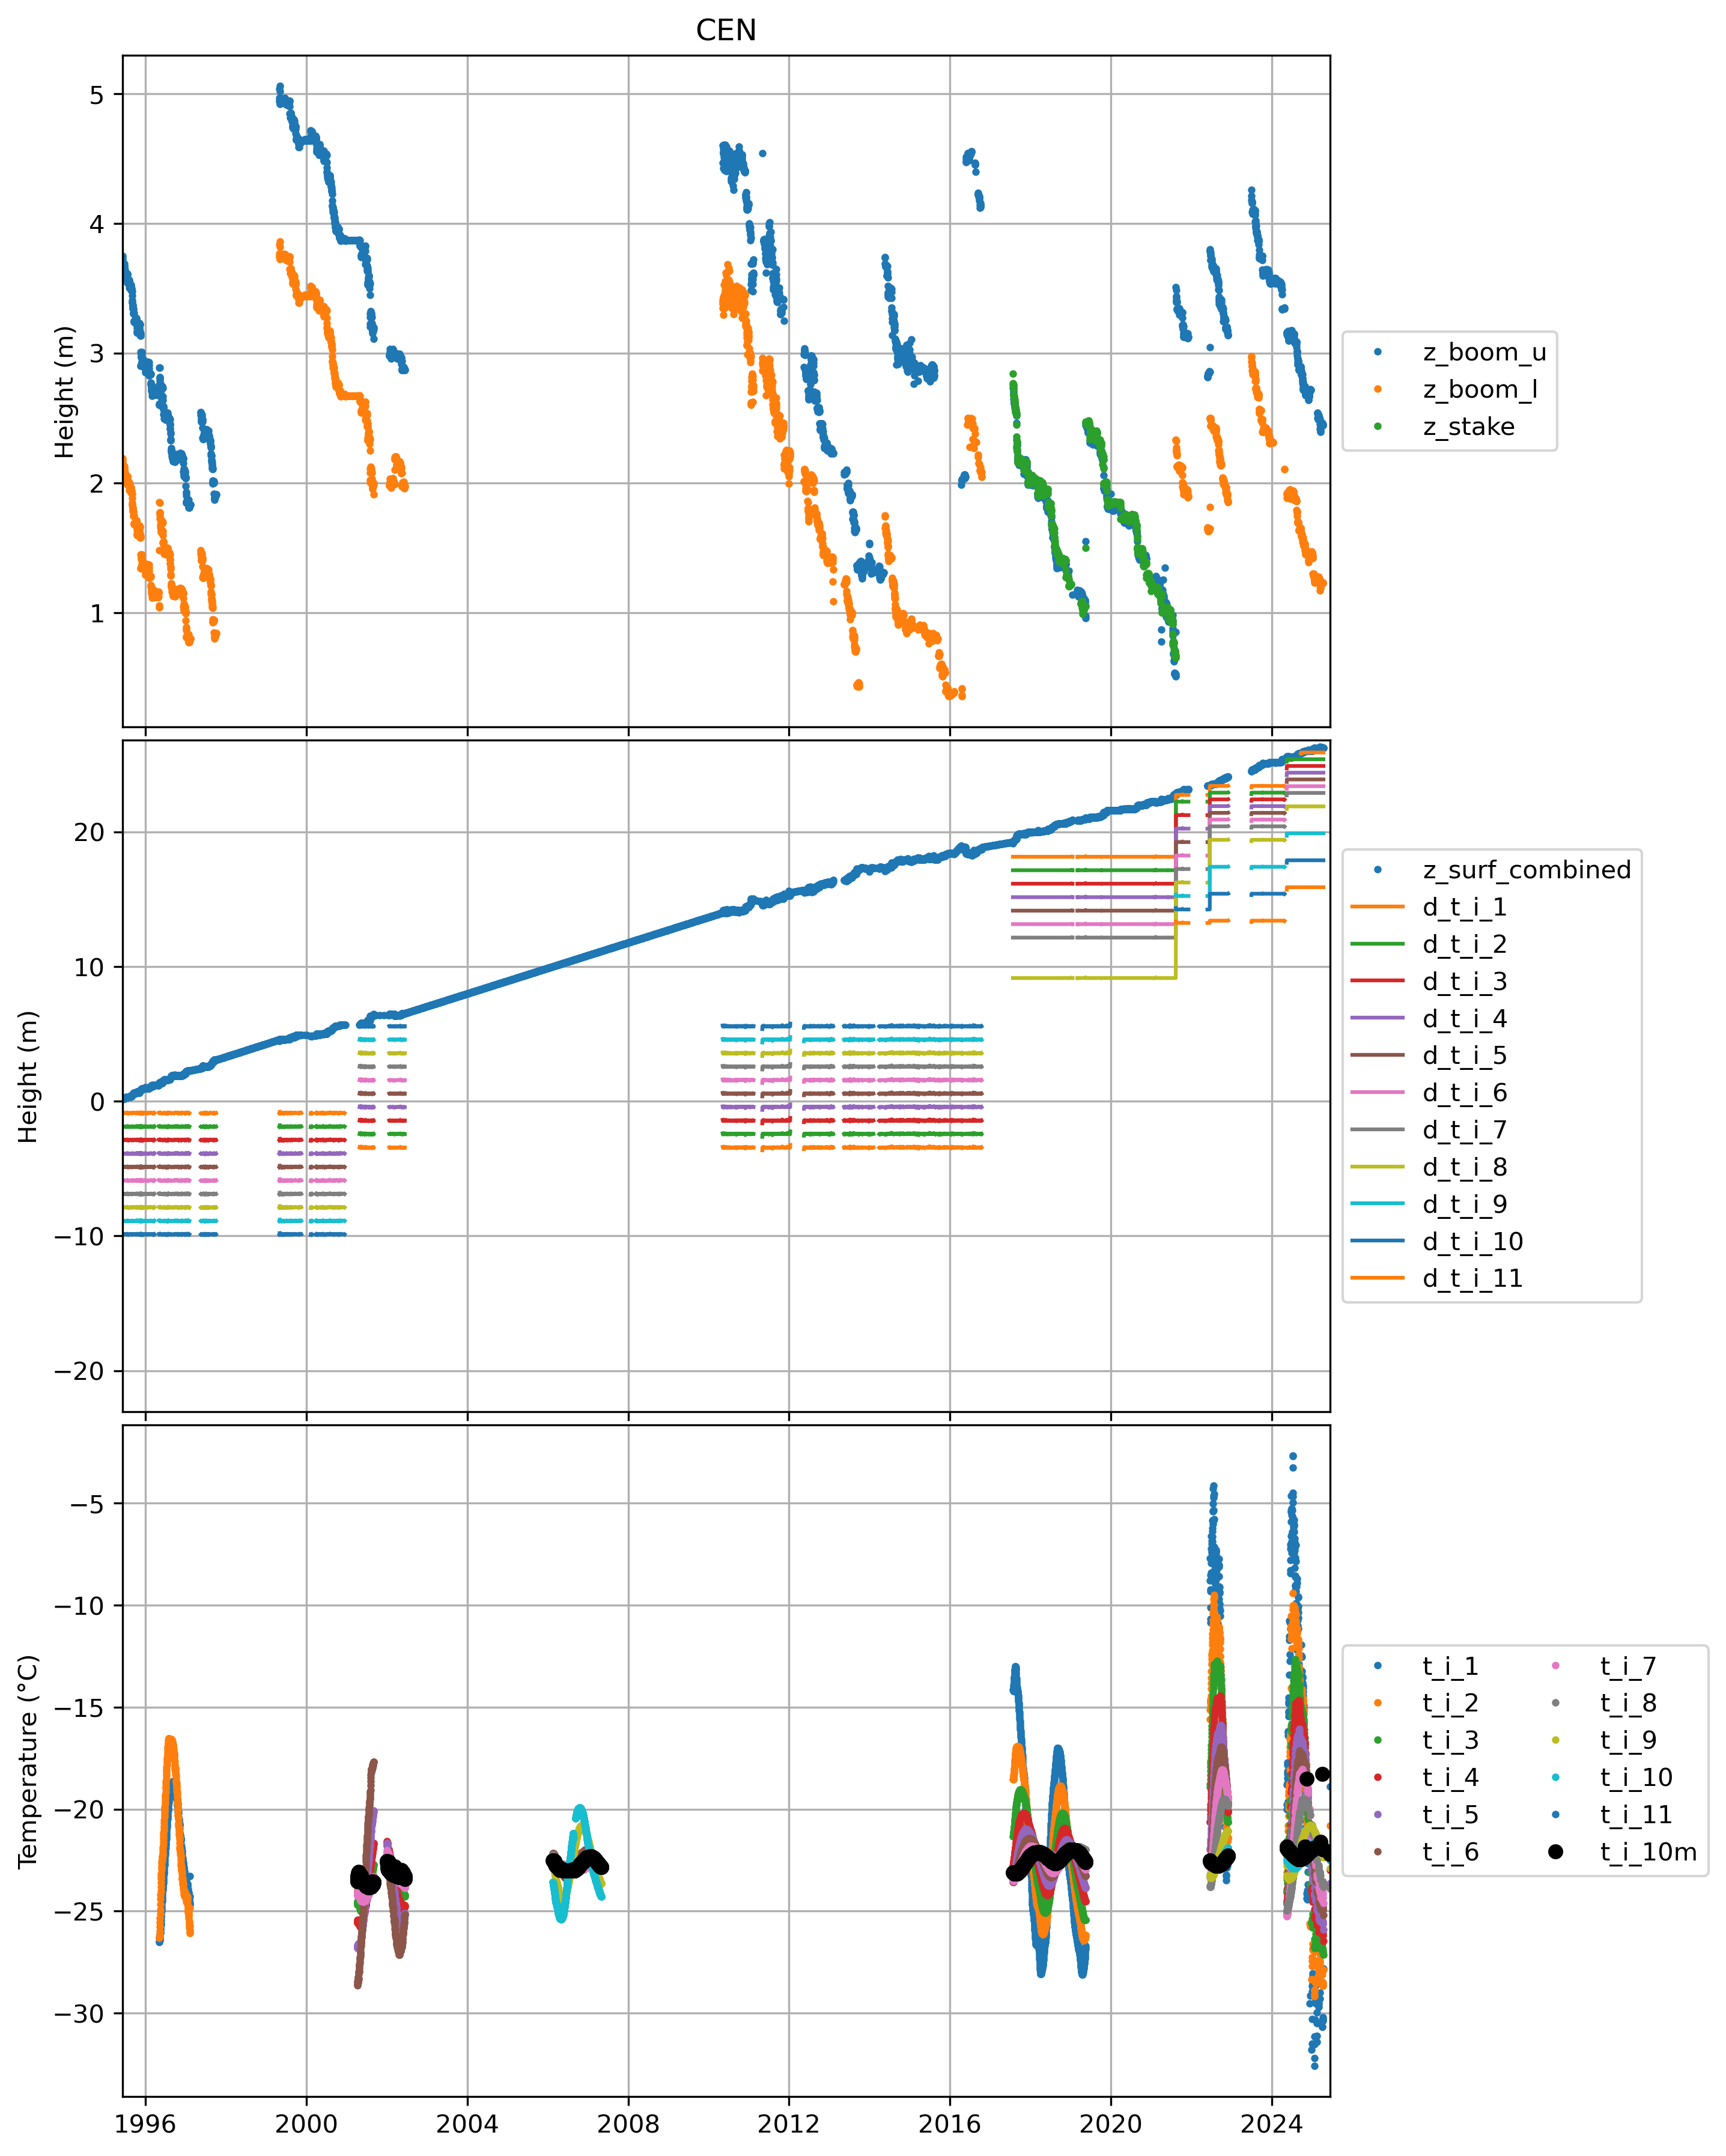 CEN
5
4
3
2
1
Height (m)
z_boom_u
z_boom_l
z_stake
20
10
0
−10
−20
Height (m)
z_surf_combined
d_t_i_1
d_t_i_2
d_t_i_3
d_t_i_4
d_t_i_5
d_t_i_6
d_t_i_7
d_t_i_8
d_t_i_9
d_t_i_10
d_t_i_11
−5
−10
−15
−20
−25
−30
Temperature (°C)
t_i_1
t_i_2
t_i_3
t_i_4
t_i_5
t_i_6
t_i_7
t_i_8
t_i_9
t_i_10
t_i_11
t_i_10m
1996 2000 2004 2008 2012 2016 2020 2024